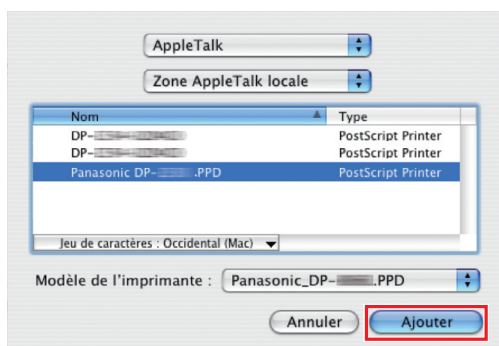 AppleTalk
Zone AppleTalk locale
Nom Type
DP- PostScript Printer
DP- PostScript Printer
Panasonic DP- .PPD PostScript Printer
Jeu de caractères : Occidental (Mac)
Modèle de l'imprimante : Panasonic_DP- .PPD
Annuler Ajouter